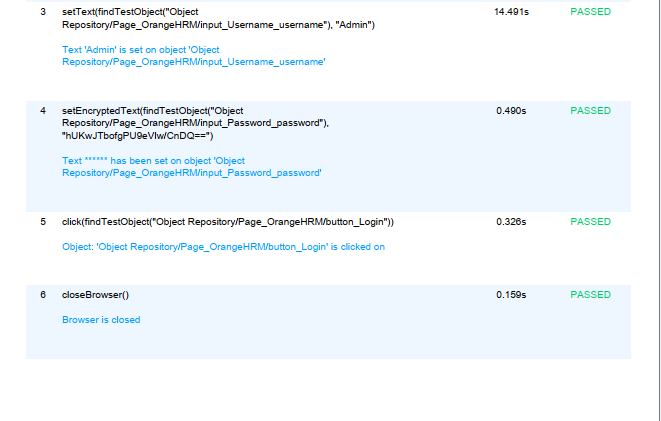 3 setText(findTestObject("Object 14.491s PASSED
Repository/Page_OrangeHRM/input_Username_username"), "Admin")
Text 'Admin' is set on object 'Object
Repository/Page_OrangeHRM/input_Username_username'
4 setEncryptedText(findTestObject("Object 0.490s PASSED
Repository/Page_OrangeHRM/input_Password_password"),
"hUKwJTbofgPU9eVlw/CnDQ==")
Text ****** has been set on object 'Object
Repository/Page_OrangeHRM/input_Password_password'
5 click(findTestObject("Object Repository/Page_OrangeHRM/button_Login")) 0.326s PASSED
Object: 'Object Repository/Page_OrangeHRM/button_Login' is clicked on
6 closeBrowser() 0.159s PASSED
Browser is closed